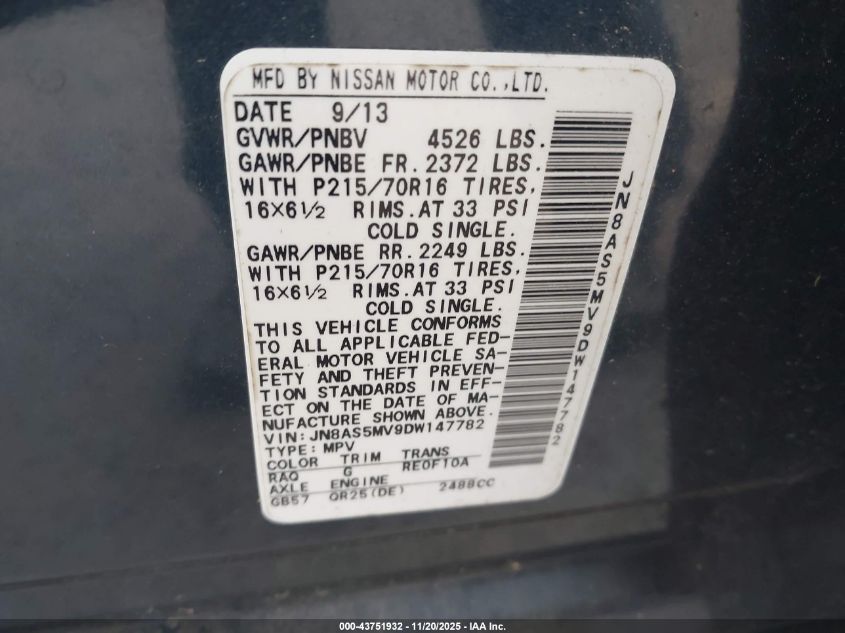 MFD BY NISSAN MOTOR CO.,LTD.
DATE 9/13
GVWR/PNBV 4526 LBS.
GAWR/PNBE FR. 2372 LBS.
WITH P215/70R16 TIRES,
16×6½ RIMS. AT 33 PSI
COLD SINGLE.
GAWR/PNBE RR. 2249 LBS.
WITH P215/70R16 TIRES,
16×6½ RIMS. AT 33 PSI
COLD SINGLE.
THIS VEHICLE CONFORMS
TO ALL APPLICABLE FED-
ERAL MOTOR VEHICLE SA-
FETY AND THEFT PREVEN-
TION STANDARDS IN EFF-
ECT ON THE DATE OF MA-
NUFACTURE SHOWN ABOVE.
VIN: JN8AS5MV9DW147782
TYPE: MPV
COLOR TRIM TRANS
RAQ G RE0F10A
AXLE ENGINE
GB57 QR25(DE) 2488CC
JN8AS5MV9DW147782
000-43751932 - 11/20/2025 - IAA Inc.